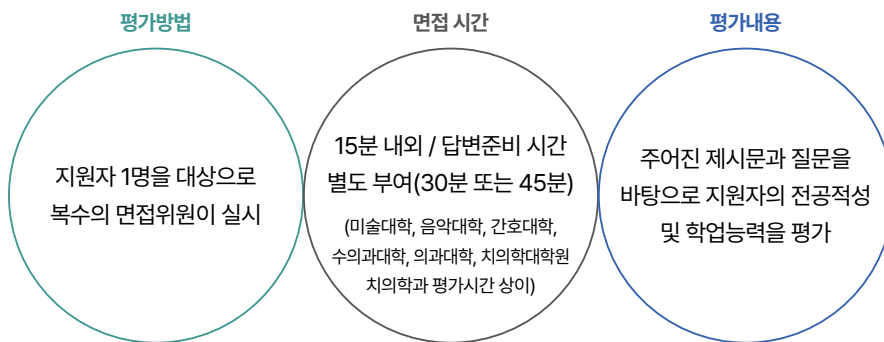 평가방법
지원자 1명을 대상으로
복수의 면접위원이 실시
면접 시간
15분 내외 / 답변준비 시간
별도 부여(30분 또는 45분)
(미술대학, 음악대학, 간호대학,
수의과대학, 의과대학, 치의학대학원
치의학과 평가시간 상이)
평가내용
주어진 제시문과 질문을
바탕으로 지원자의 전공적성
및 학업능력을 평가